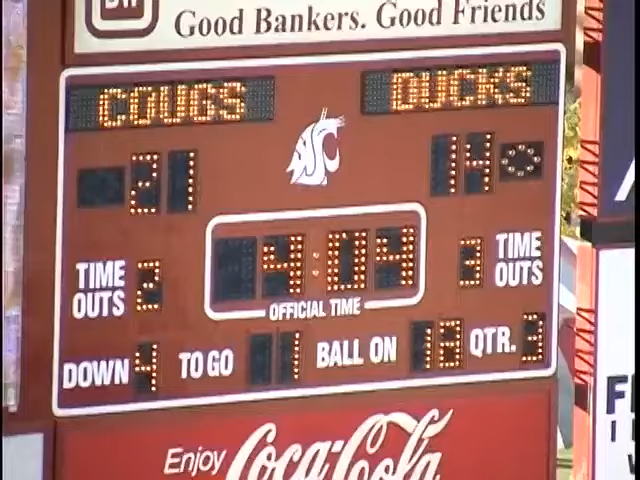 BW
Good Bankers. Good Friends
COUGS DUCKS
21 14
4:04
TIME OUTS 2
3 TIME OUTS
OFFICIAL TIME
DOWN 4 TO GO 1 BALL ON 18 QTR. 3
Enjoy
Coca-Cola